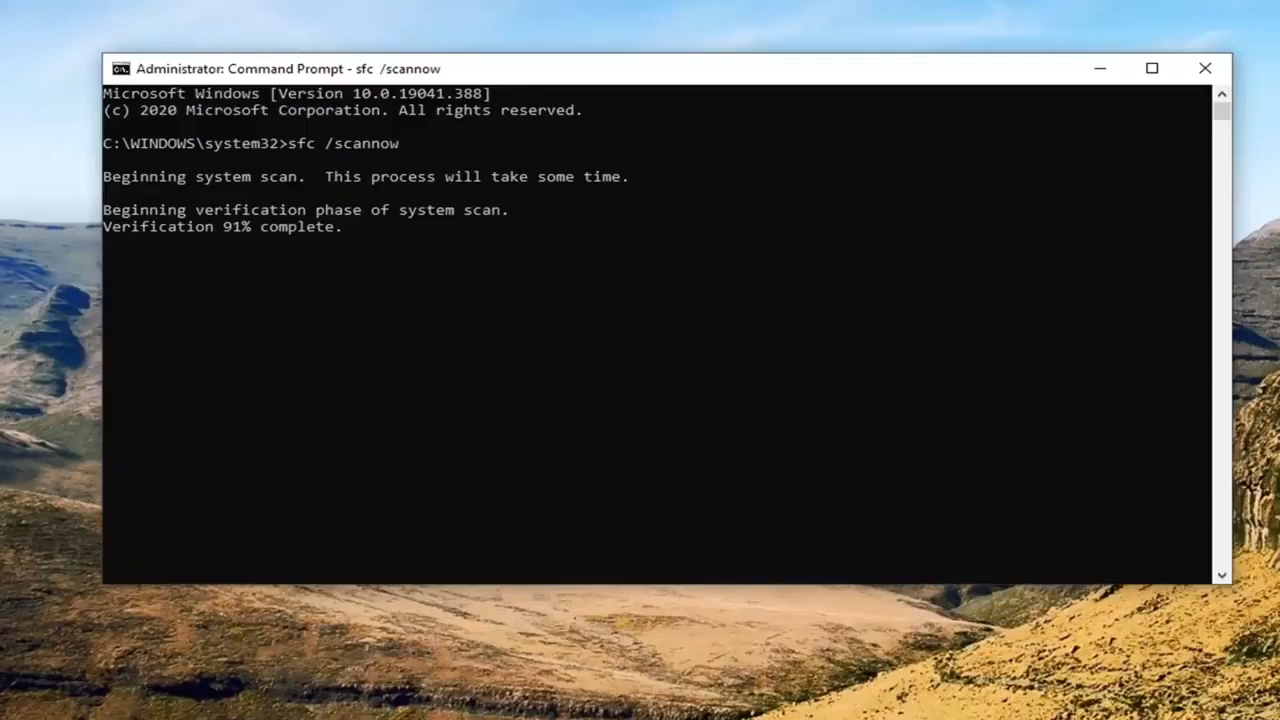 Administrator: Command Prompt - sfc  /scannow
Microsoft Windows [Version 10.0.19041.388]
(c) 2020 Microsoft Corporation. All rights reserved.
C:\WINDOWS\system32>sfc /scannow
Beginning system scan.  This process will take some time.
Beginning verification phase of system scan.
Verification 91% complete.